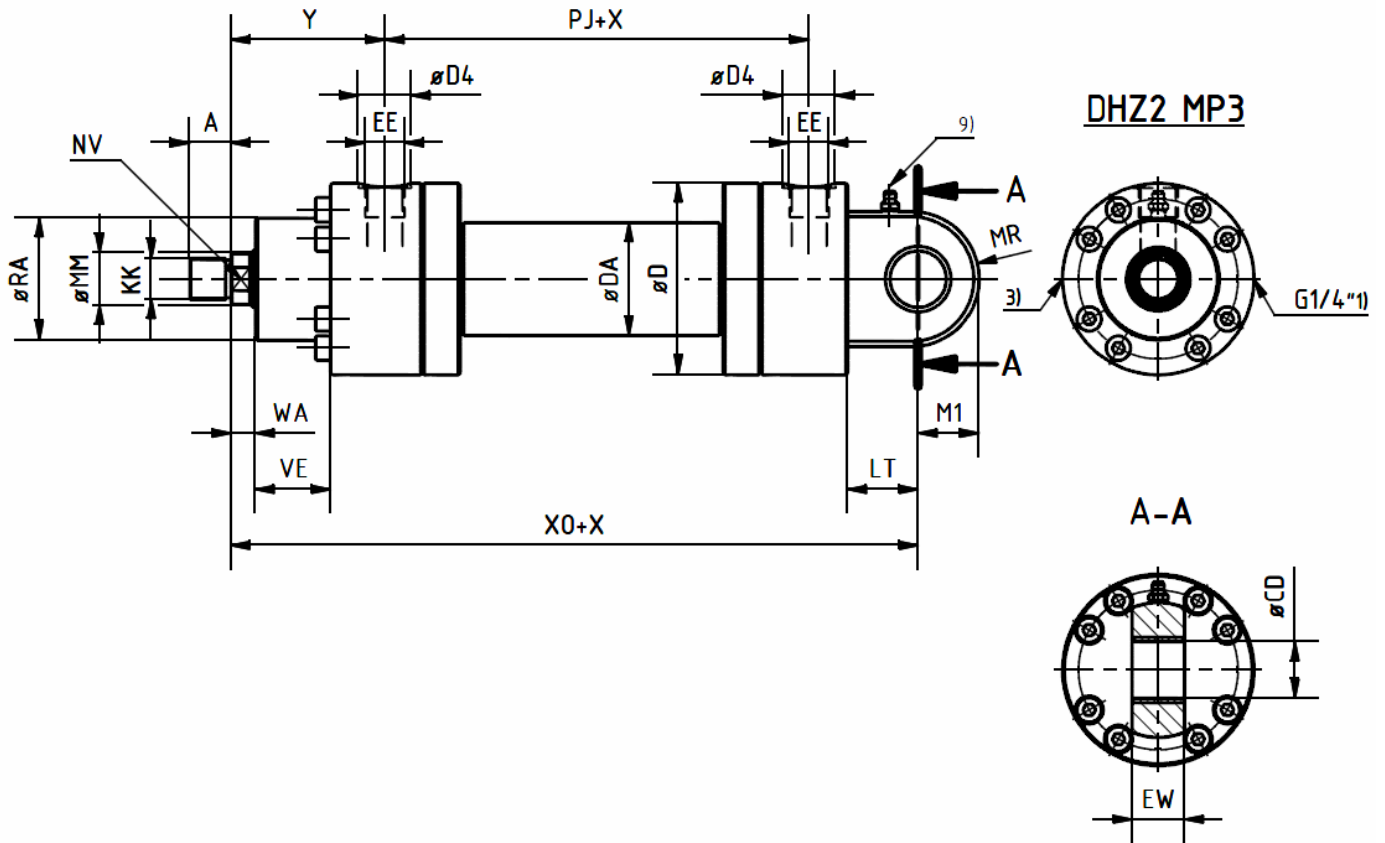 Y
PJ+X
øD4
øD4
DHZ2 MP3
A
EE
EE
9)
NV
A
MR
øRA
øMM
KK
øDA
øD
3)
G1/4"1)
A
WA
M1
VE
LT
X0+X
A-A
øCD
EW